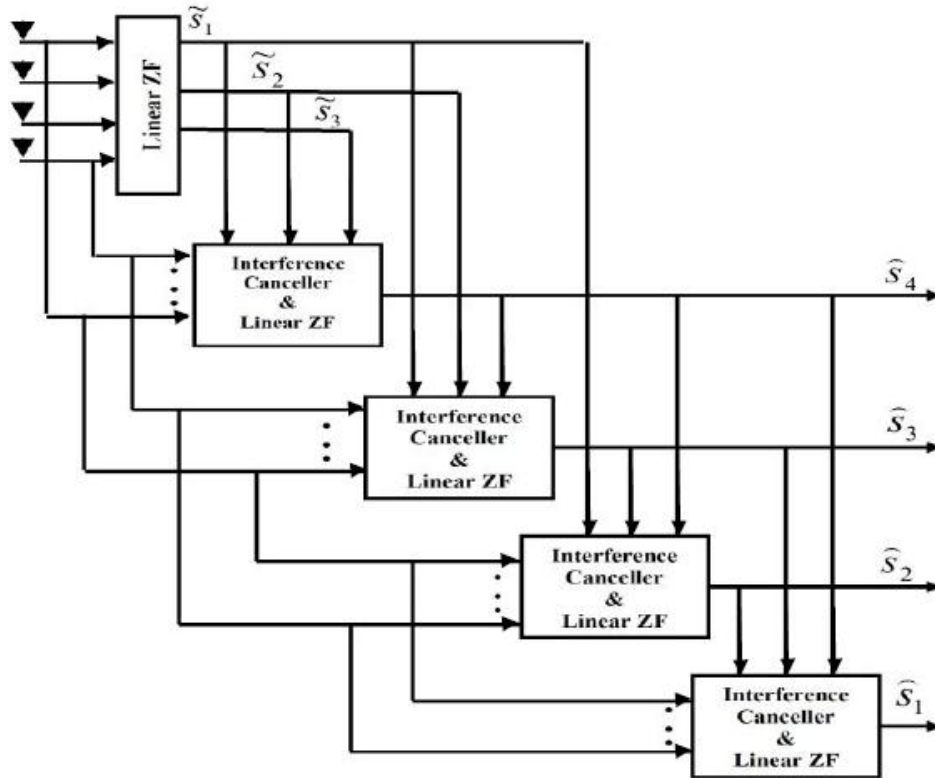 s̃₁
s̃₂
s̃₃
Linear ZF
Interference
Canceller
&
Linear ZF
ŝ₄
Interference
Canceller
&
Linear ZF
ŝ₃
Interference
Canceller
&
Linear ZF
ŝ₂
Interference
Canceller
&
Linear ZF
ŝ₁